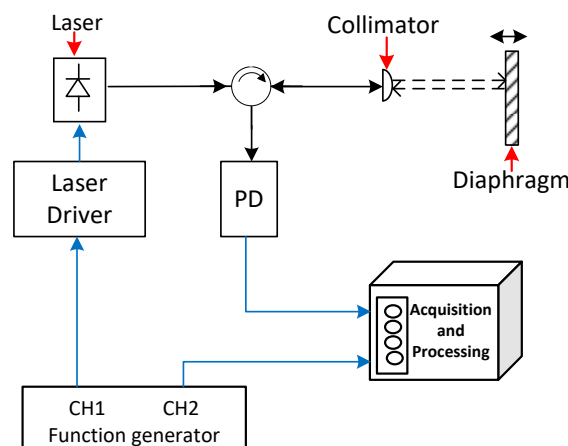 Laser
Collimator
Diaphragm
Laser
Driver
PD
Acquisition
and
Processing
CH1 CH2
Function generator